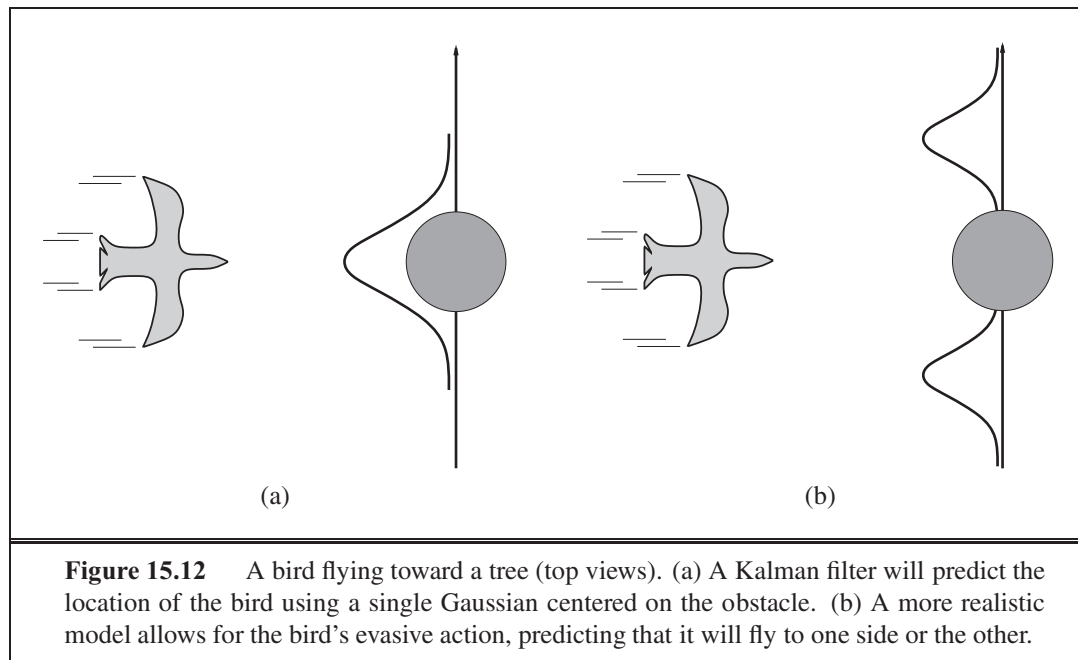 (a)
(b)
Figure 15.12 A bird flying toward a tree (top views). (a) A Kalman filter will predict the
location of the bird using a single Gaussian centered on the obstacle. (b) A more realistic
model allows for the bird's evasive action, predicting that it will fly to one side or the other.